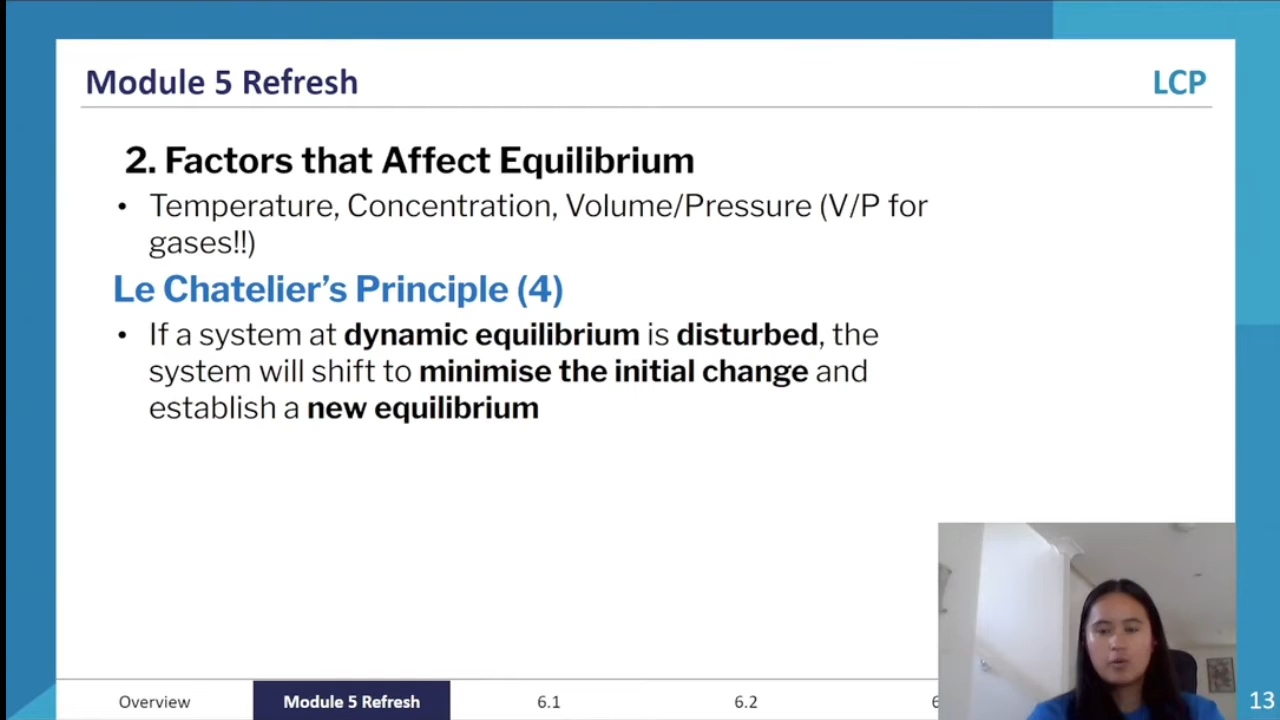 Module 5 Refresh
LCP
2. Factors that Affect Equilibrium
• Temperature, Concentration, Volume/Pressure (V/P for
gases!!)
Le Chatelier’s Principle (4)
• If a system at dynamic equilibrium is disturbed, the
system will shift to minimise the initial change and
establish a new equilibrium
Overview
Module 5 Refresh
6.1
6.2
6
13